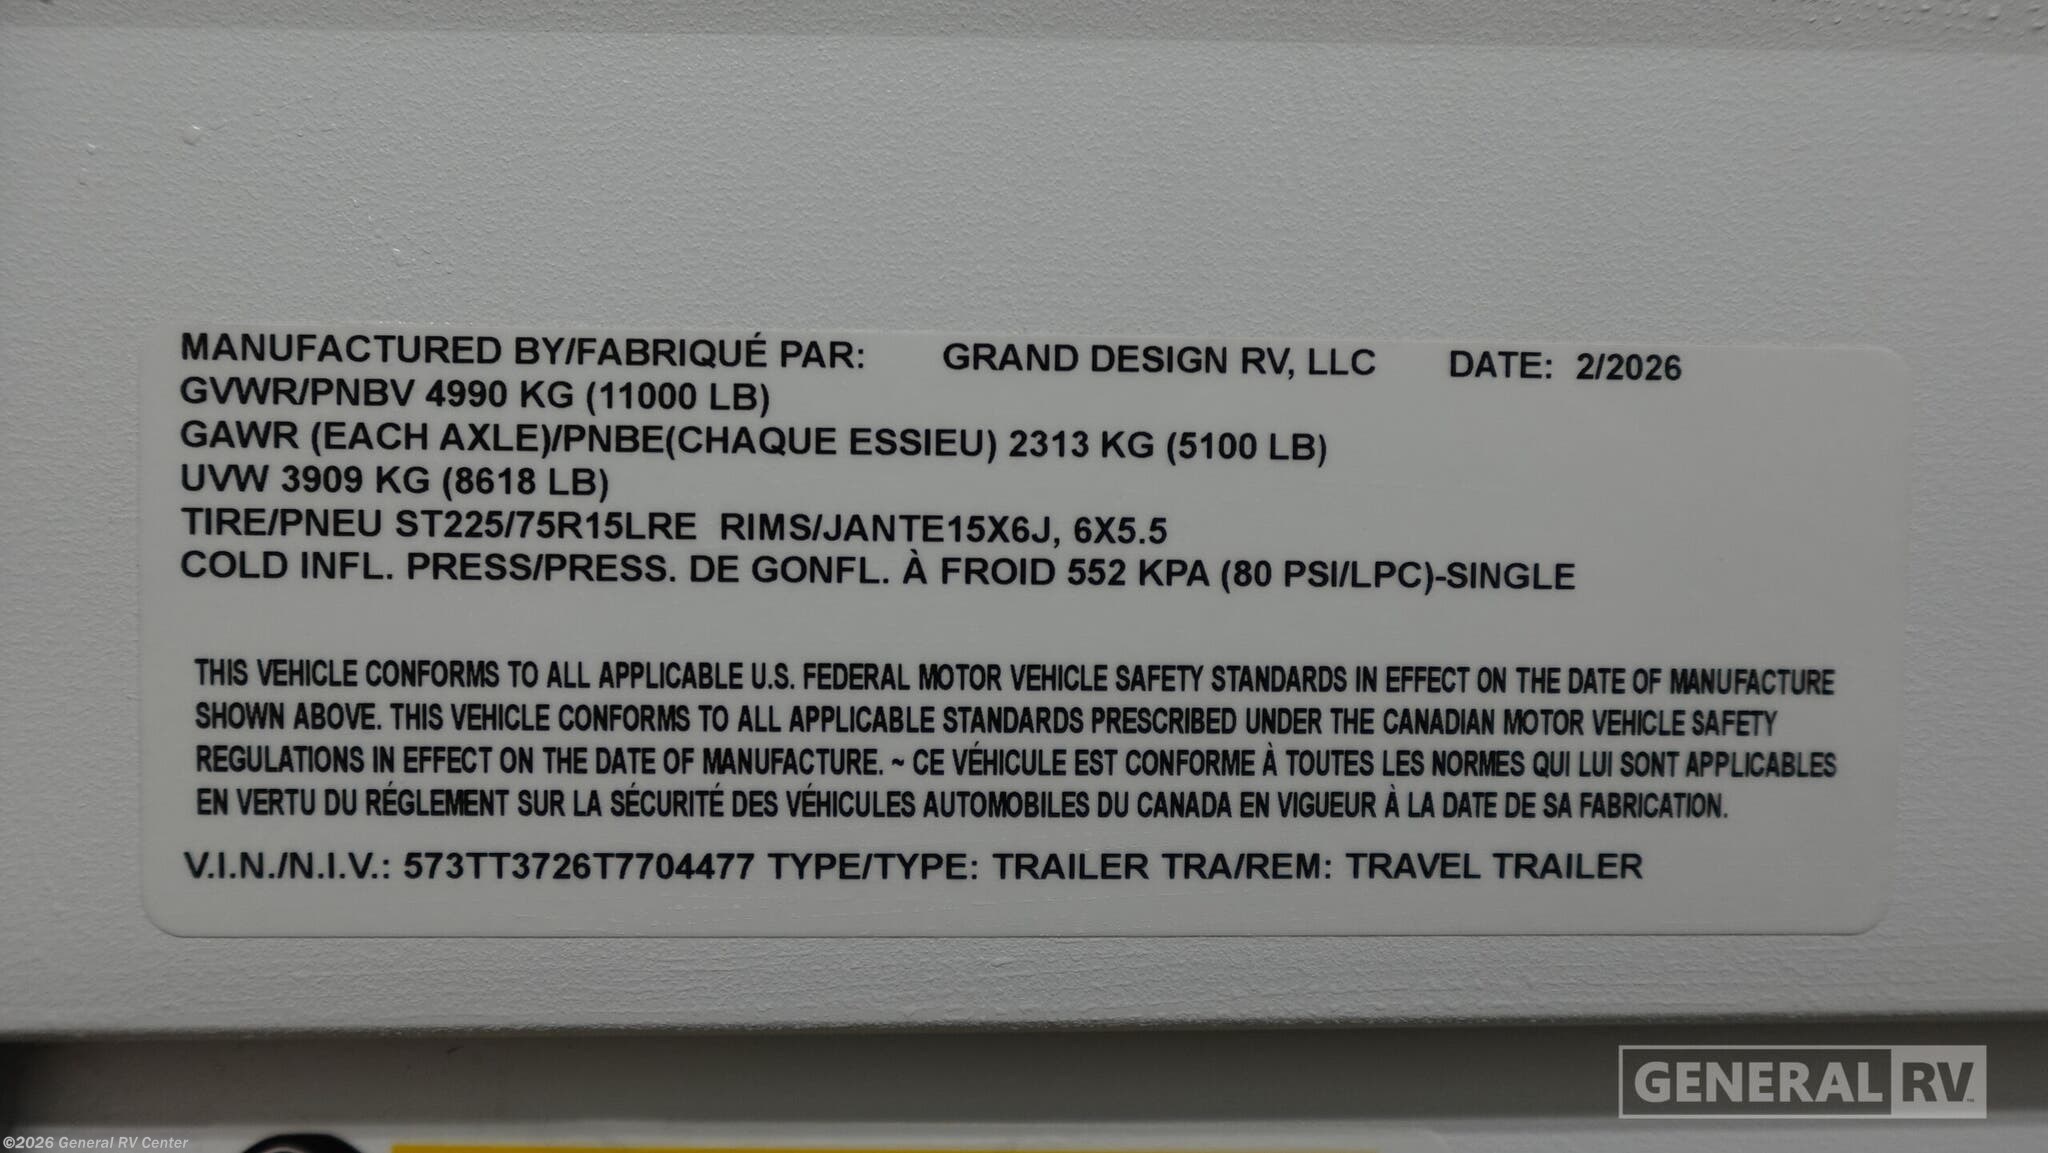 MANUFACTURED BY/FABRIQUÉ PAR: GRAND DESIGN RV, LLC DATE: 2/2026
GVWR/PNBV 4990 KG (11000 LB)
GAWR (EACH AXLE)/PNBE(CHAQUE ESSIEU) 2313 KG (5100 LB)
UVW 3909 KG (8618 LB)
TIRE/PNEU ST225/75R15LRE RIMS/JANTE15X6J, 6X5.5
COLD INFL. PRESS/PRESS. DE GONFL. À FROID 552 KPA (80 PSI/LPC)-SINGLE
THIS VEHICLE CONFORMS TO ALL APPLICABLE U.S. FEDERAL MOTOR VEHICLE SAFETY STANDARDS IN EFFECT ON THE DATE OF MANUFACTURE
SHOWN ABOVE. THIS VEHICLE CONFORMS TO ALL APPLICABLE STANDARDS PRESCRIBED UNDER THE CANADIAN MOTOR VEHICLE SAFETY
REGULATIONS IN EFFECT ON THE DATE OF MANUFACTURE. ~ CE VÉHICULE EST CONFORME À TOUTES LES NORMES QUI LUI SONT APPLICABLES
EN VERTU DU RÉGLEMENT SUR LA SÉCURITÉ DES VÉHICULES AUTOMOBILES DU CANADA EN VIGUEUR À LA DATE DE SA FABRICATION.
V.I.N./N.I.V.: 573TT3726T7704477 TYPE/TYPE: TRAILER TRA/REM: TRAVEL TRAILER
GENERAL RV
©2026 General RV Center